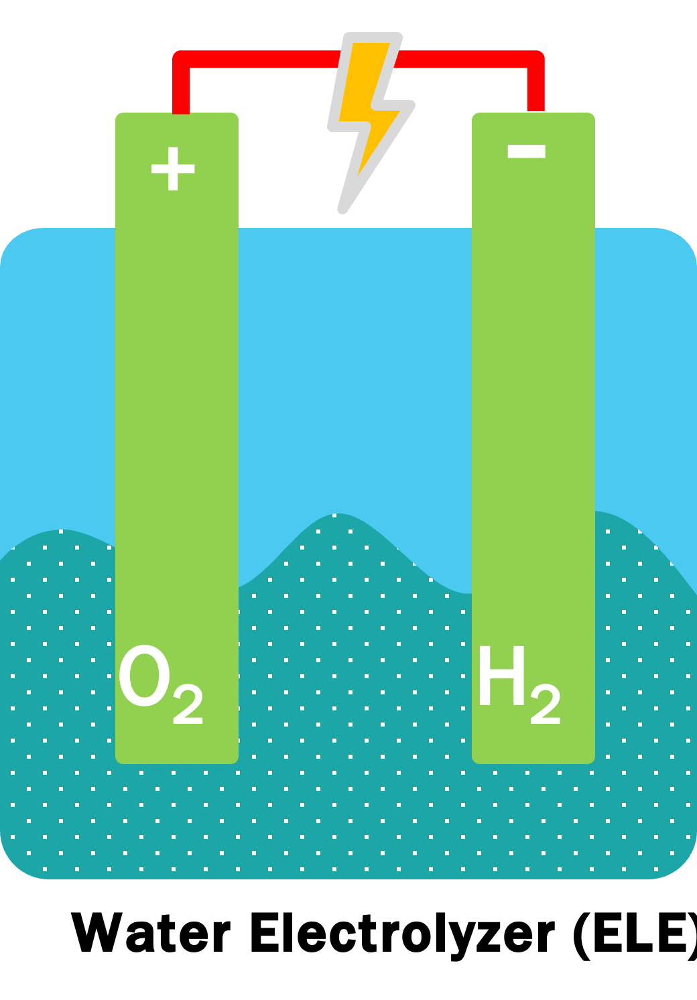 + -
O₂ H₂
Water Electrolyzer (ELE)